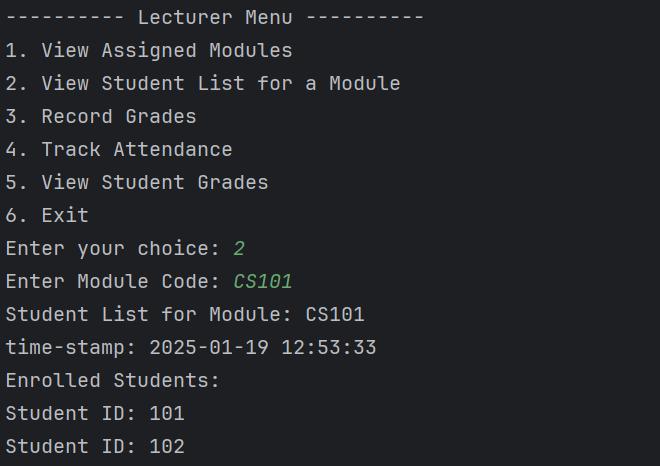 ---------- Lecturer Menu ----------
1. View Assigned Modules
2. View Student List for a Module
3. Record Grades
4. Track Attendance
5. View Student Grades
6. Exit
Enter your choice: 2
Enter Module Code: CS101
Student List for Module: CS101
time-stamp: 2025-01-19 12:53:33
Enrolled Students:
Student ID: 101
Student ID: 102